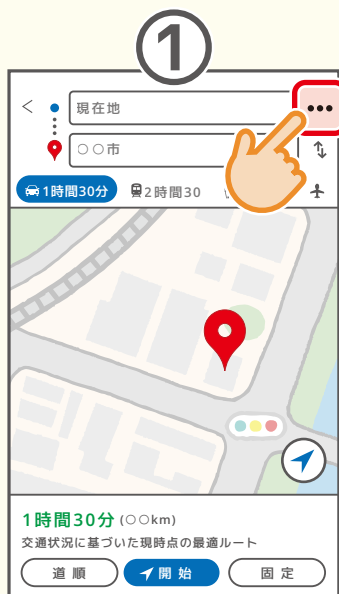 ①
現在地
○○市
1時間30分 2時間30
1時間30分 (○○km)
交通状況に基づいた現時点の最適ルート
道順 開始 固定